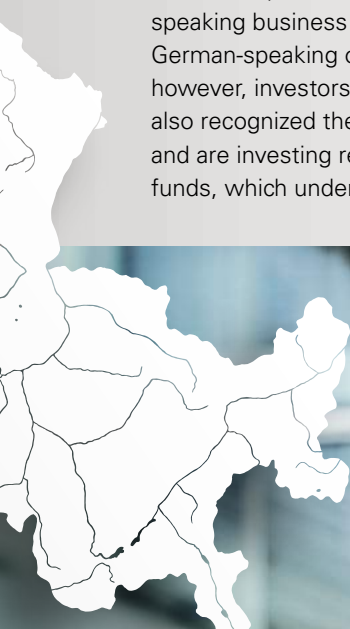 speaking business
German-speaking
however, investors
also recognized the
and are investing re
funds, which under